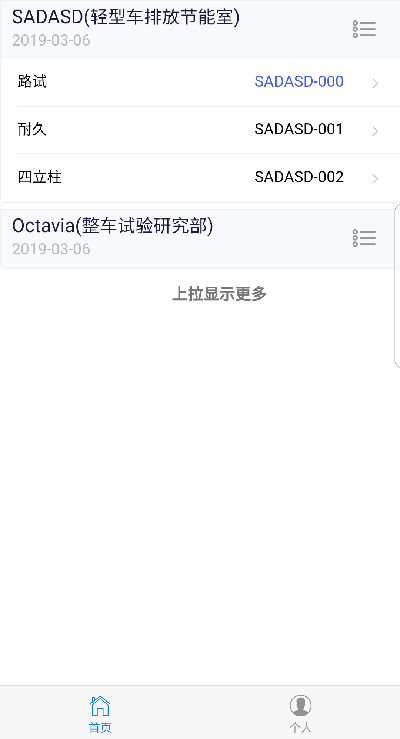 SADASD(轻型车排放节能室)
2019-03-06
路试 SADASD-000
耐久 SADASD-001
四立柱 SADASD-002
Octavia(整车试验研究部)
2019-03-06
上拉显示更多
首页 个人